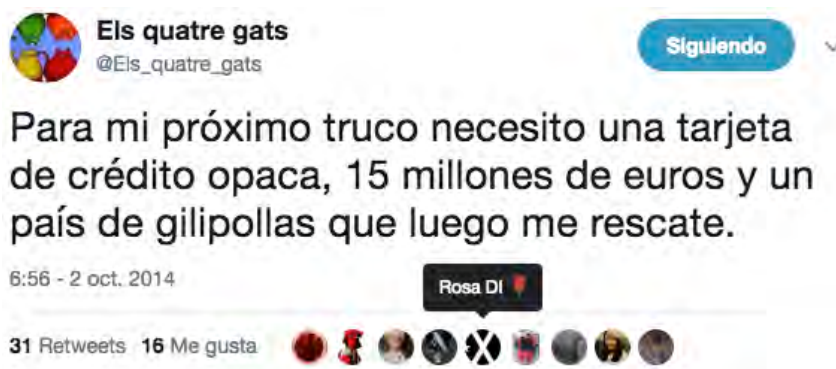 Els quatre gats
@Els_quatre_gats
Siguiendo
Para mi próximo truco necesito una tarjeta
de crédito opaca, 15 millones de euros y un
país de gilipollas que luego me rescate.
6:56 - 2 oct. 2014
Rosa DI
31 Retweets 16 Me gusta